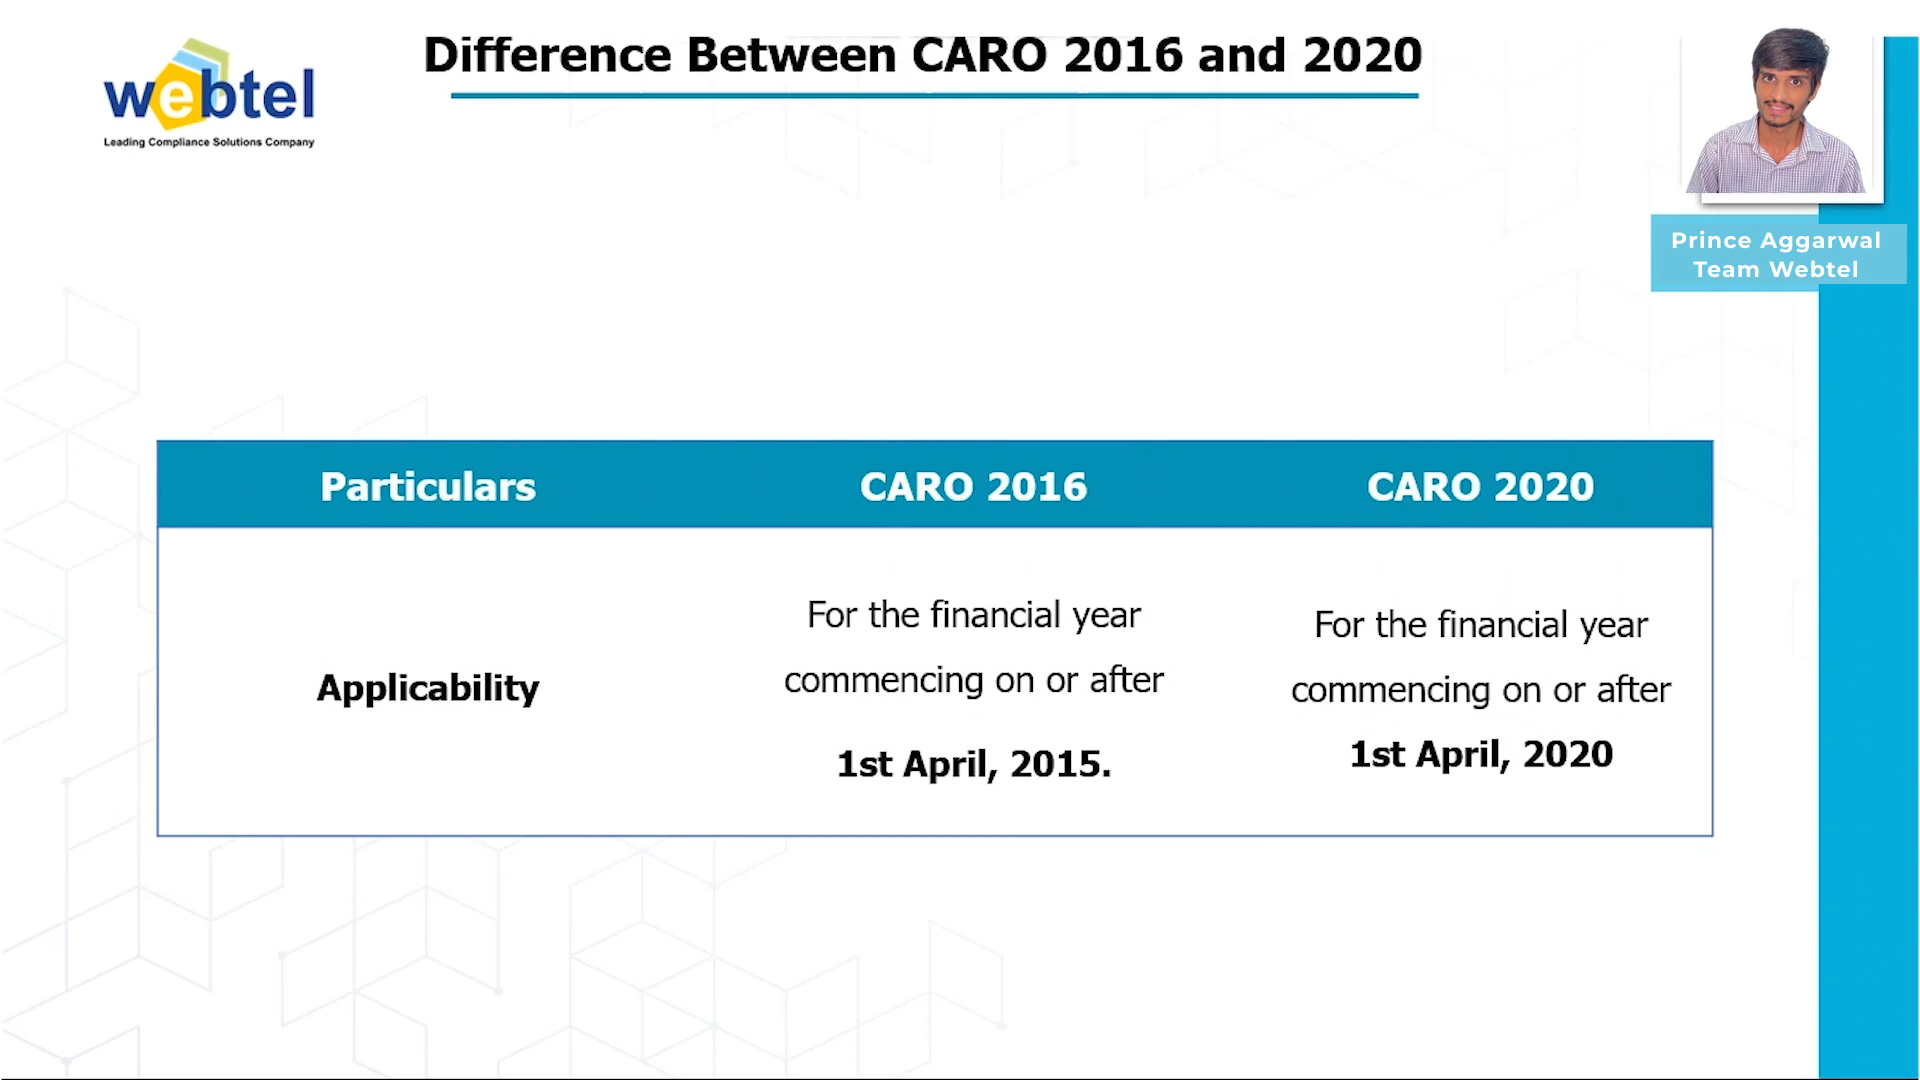 Difference Between CARO 2016 and 2020
webtel
Leading Compliance Solutions Company
Prince Aggarwal
Team Webtel
Particulars
CARO 2016
CARO 2020
Applicability
For the financial year
commencing on or after
1st April, 2015.
For the financial year
commencing on or after
1st April, 2020